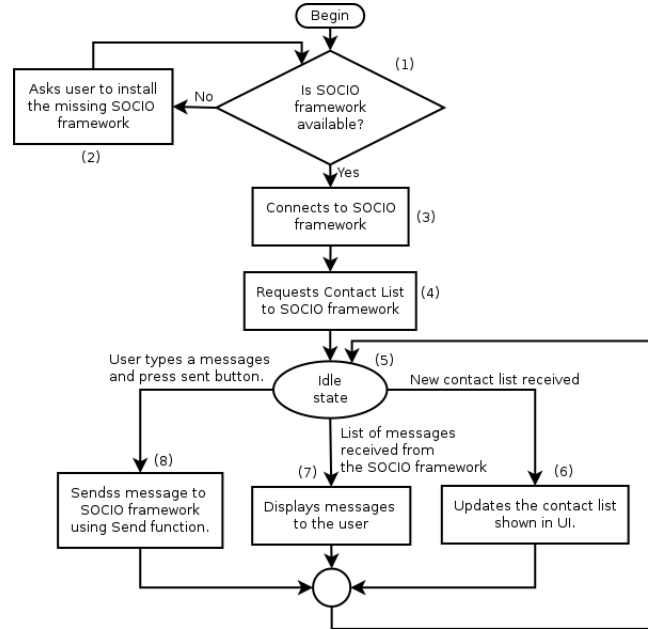 Begin
(1)
Is SOCIO
framework
available?
No
Asks user to install
the missing SOCIO
framework
(2)
Yes
Connects to SOCIO
framework
(3)
Requests Contact List
to SOCIO framework
(4)
(5)
Idle
state
User types a messages
and press sent button.
New contact list received
List of messages
received from
the SOCIO framework
(8)
Sendss message to
SOCIO framework
using Send function.
(7)
Displays messages
to the user
(6)
Updates the contact list
shown in UI.